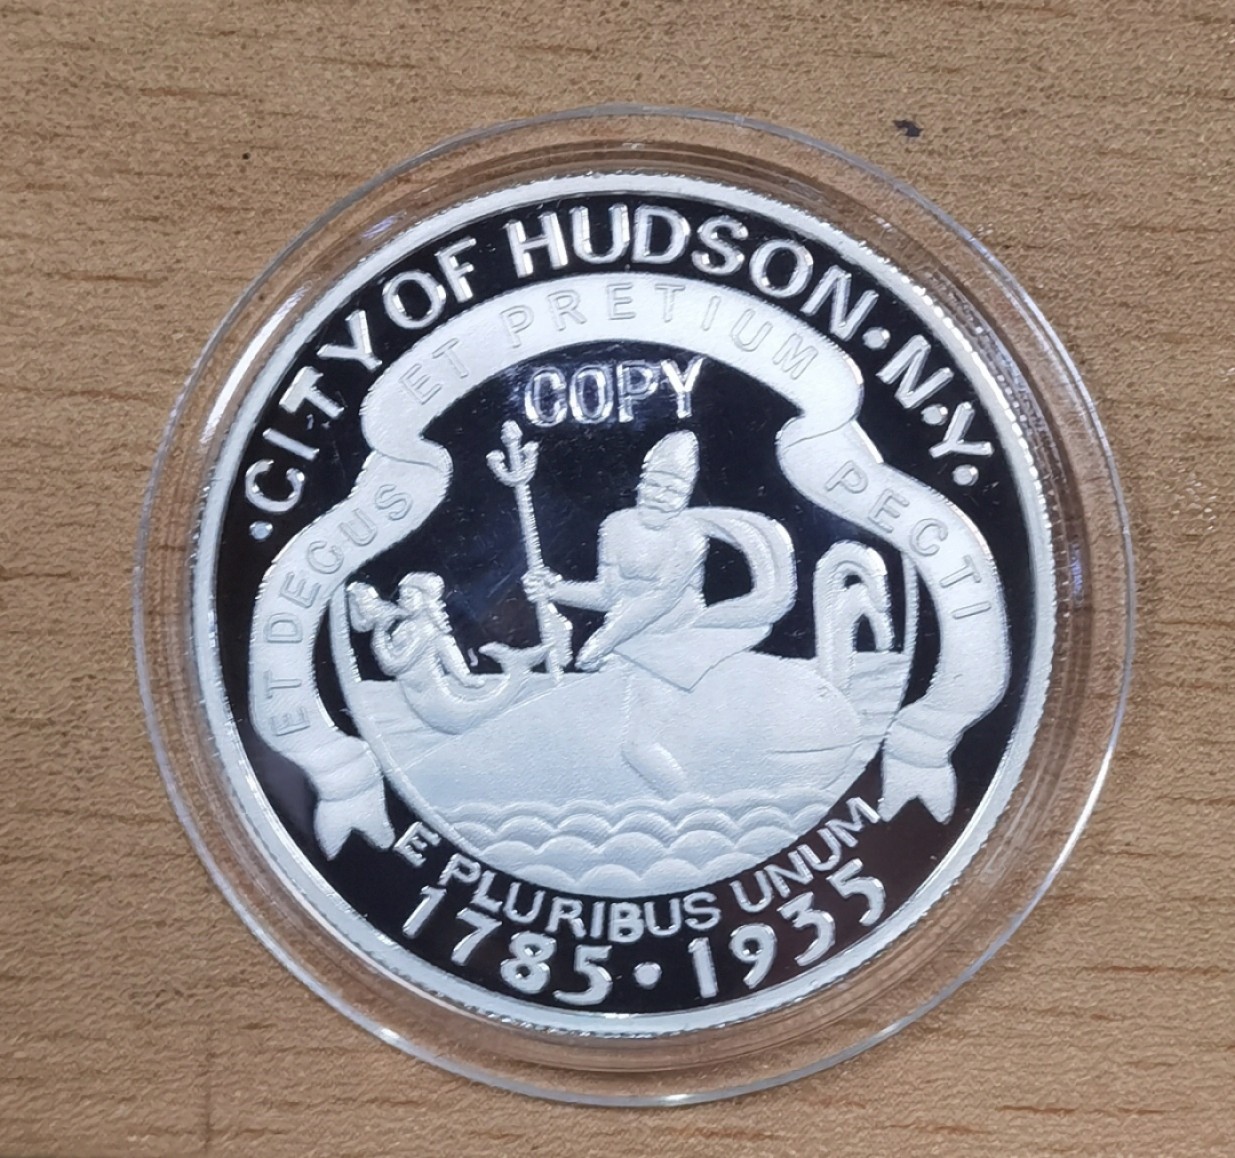 ·CITY OF HUDSON·N.Y.·
ET DECUS ET PRETIUM PECTI
COPY
E PLURIBUS UNUM
1785·1935